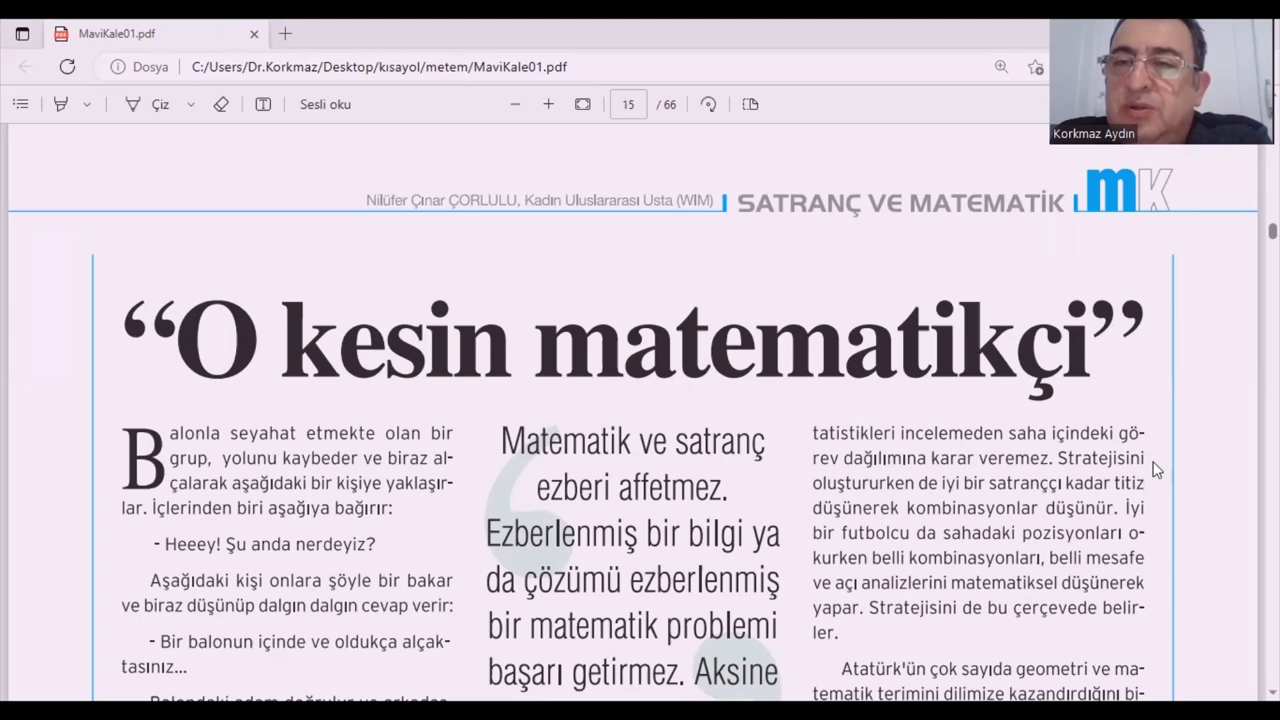 MaviKale01.pdf
Dosya
C:/Users/Dr.Korkmaz/Desktop/kısayol/metem/MaviKale01.pdf
Çiz
Sesli oku
15 / 66
Korkmaz Aydın
Nilüfer Çınar ÇORLULU, Kadın Uluslararası Usta (WİM)
SATRANÇ VE MATEMATİK
mK
“O kesin matematikçi”
Balonla seyahat etmekte olan bir
grup, yolunu kaybeder ve biraz al-
çalarak aşağıdaki bir kişiye yaklaşır-
lar. İçlerinden biri aşağıya bağırır:
- Heeey! Şu anda nerdeyiz?
Aşağıdaki kişi onlara şöyle bir bakar
ve biraz düşünüp dalgın dalgın cevap verir:
- Bir balonun içinde ve oldukça alçak-
tasınız...
Balondaki adam doğrulur ve arkadaş-
Matematik ve satranç
ezberi affetmez.
Ezberlenmiş bir bilgi ya
da çözümü ezberlenmiş
bir matematik problemi
başarı getirmez. Aksine
tatistikleri incelemeden saha içindeki gö-
rev dağılımına karar veremez. Stratejisini
oluştururken de iyi bir satrançcı kadar titiz
düşünerek kombinasyonlar düşünür. İyi
bir futbolcu da sahadaki pozisyonları o-
kurken belli kombinasyonları, belli mesafe
ve açı analizlerini matematiksel düşünerek
yapar. Stratejisini de bu çerçevede belir-
ler.
Atatürk'ün çok sayıda geometri ve ma-
tematik terimini dilimize kazandırdığını bi-